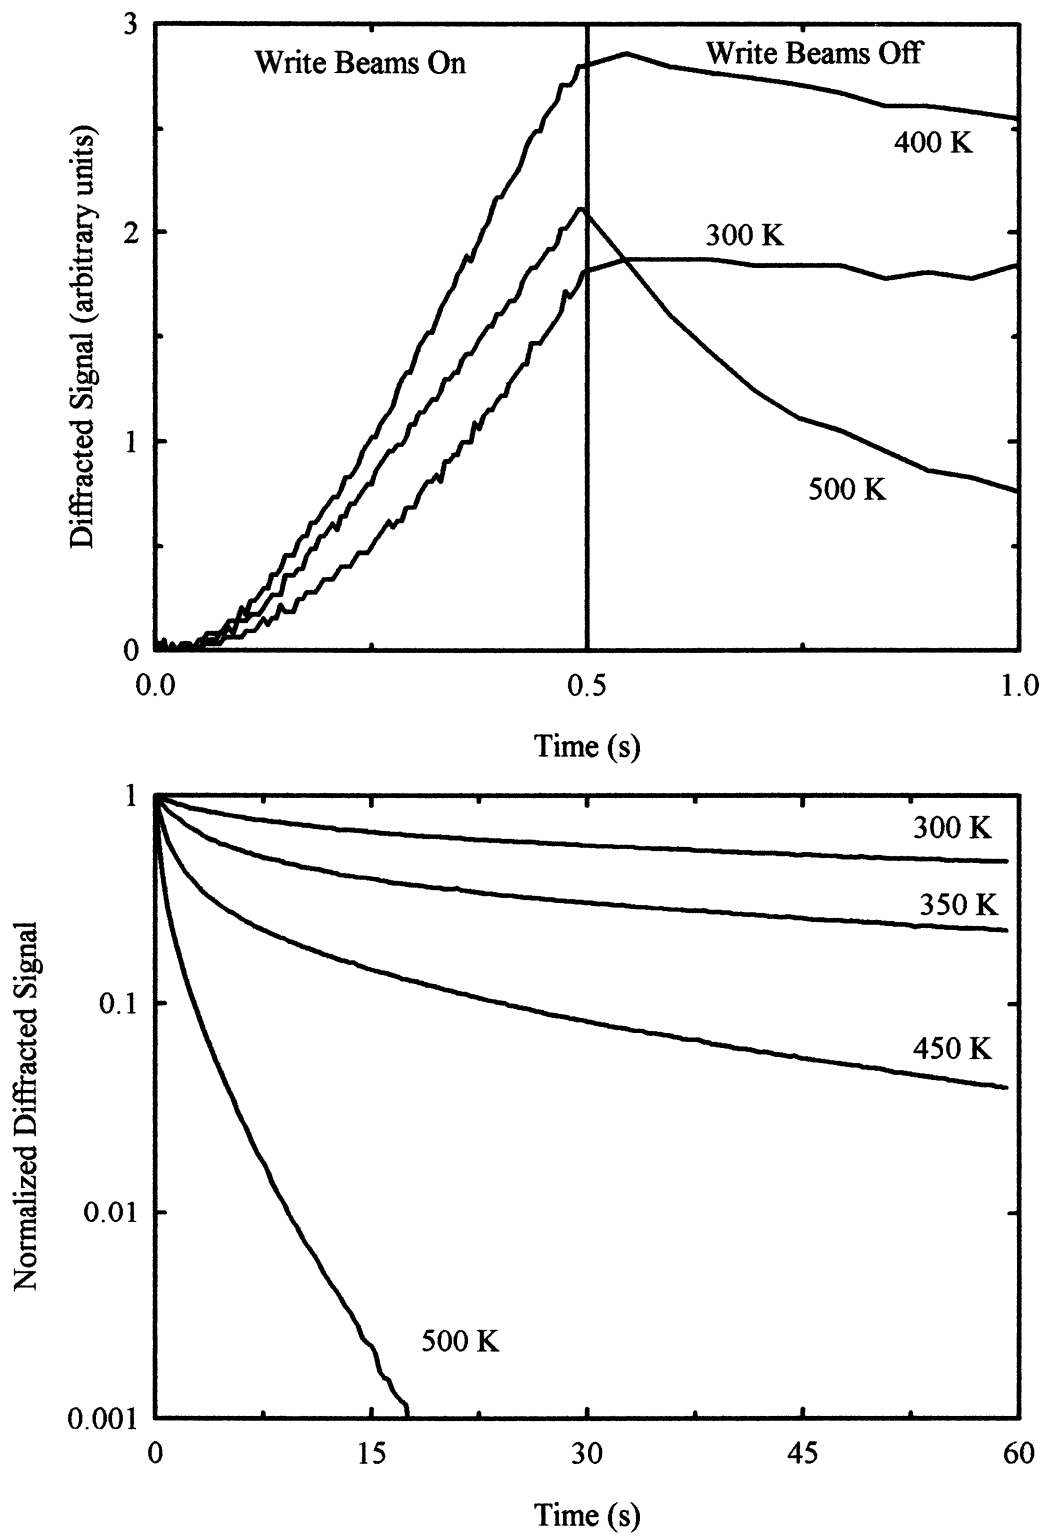 3
Write Beams On
Write Beams Off
400 K
2
300 K
1
500 K
0
0.0
0.5
1.0
Diffracted Signal (arbitrary units)
Time (s)
1
300 K
350 K
0.1
450 K
0.01
500 K
0.001
0
15
30
45
60
Normalized Diffracted Signal
Time (s)